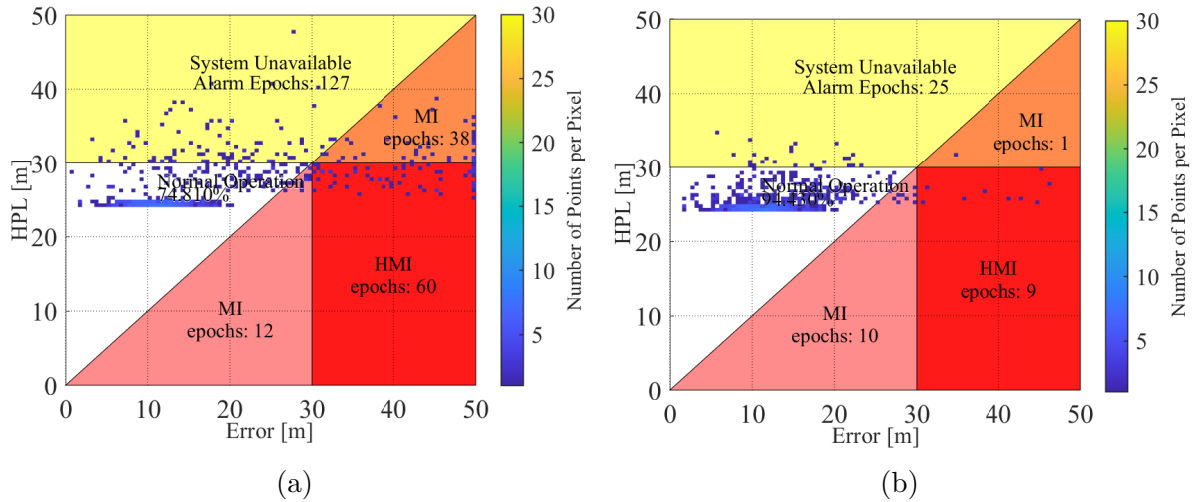 50
40
30
20
10
0
HPL [m]
System Unavailable
Alarm Epochs: 127
MI
epochs: 38
Normal Operation
74.810%
HMI
epochs: 60
MI
epochs: 12
0 10 20 30 40 50
Error [m]
30
25
20
15
10
5
Number of Points per Pixel
(a)
50
40
30
20
10
0
HPL [m]
System Unavailable
Alarm Epochs: 25
MI
epochs: 1
Normal Operation
94.430%
HMI
epochs: 9
MI
epochs: 10
0 10 20 30 40 50
Error [m]
30
25
20
15
10
5
Number of Points per Pixel
(b)